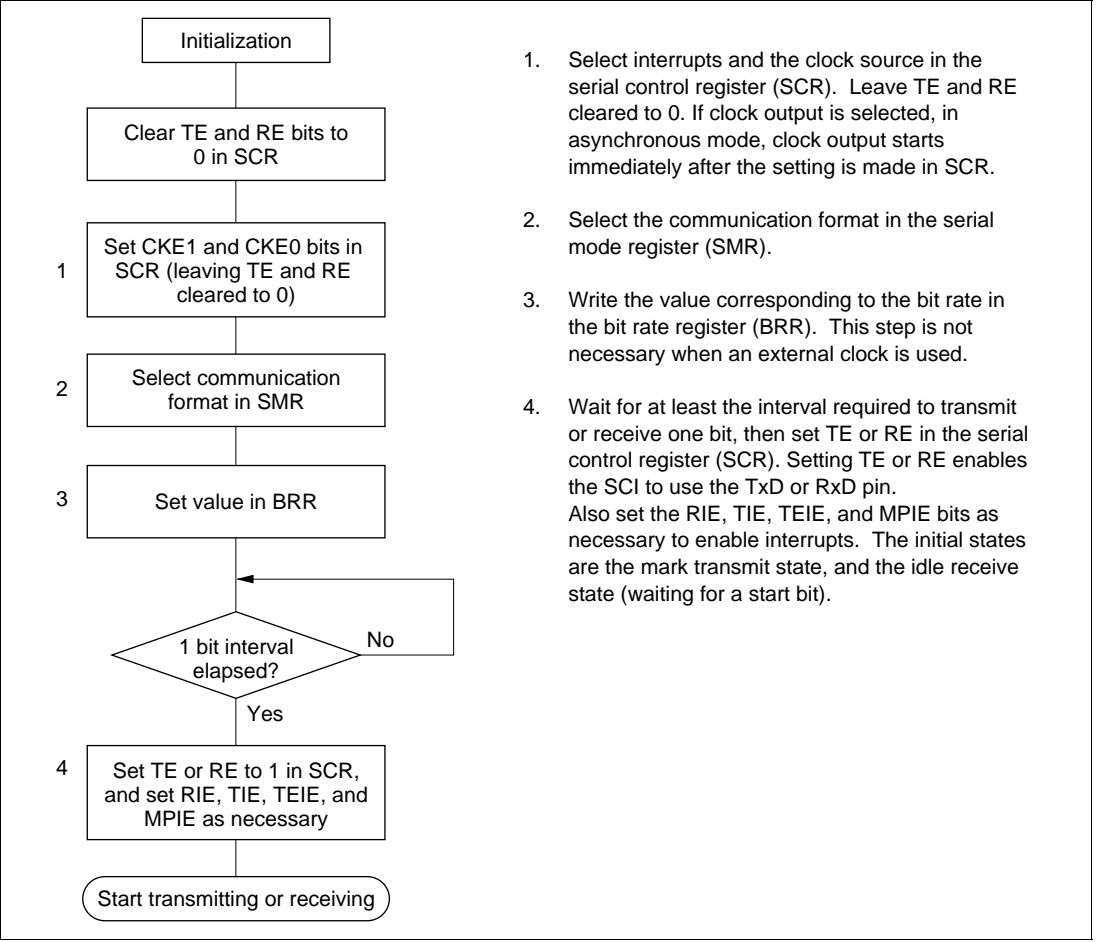 Initialization
Clear TE and RE bits to
0 in SCR
1
Set CKE1 and CKE0 bits in
SCR (leaving TE and RE
cleared to 0)
2
Select communication
format in SMR
3
Set value in BRR
1 bit interval
elapsed?
No
Yes
4
Set TE or RE to 1 in SCR,
and set RIE, TIE, TEIE, and
MPIE as necessary
Start transmitting or receiving
1. Select interrupts and the clock source in the
serial control register (SCR). Leave TE and RE
cleared to 0. If clock output is selected, in
asynchronous mode, clock output starts
immediately after the setting is made in SCR.
2. Select the communication format in the serial
mode register (SMR).
3. Write the value corresponding to the bit rate in
the bit rate register (BRR). This step is not
necessary when an external clock is used.
4. Wait for at least the interval required to transmit
or receive one bit, then set TE or RE in the serial
control register (SCR). Setting TE or RE enables
the SCI to use the TxD or RxD pin.
Also set the RIE, TIE, TEIE, and MPIE bits as
necessary to enable interrupts. The initial states
are the mark transmit state, and the idle receive
state (waiting for a start bit).